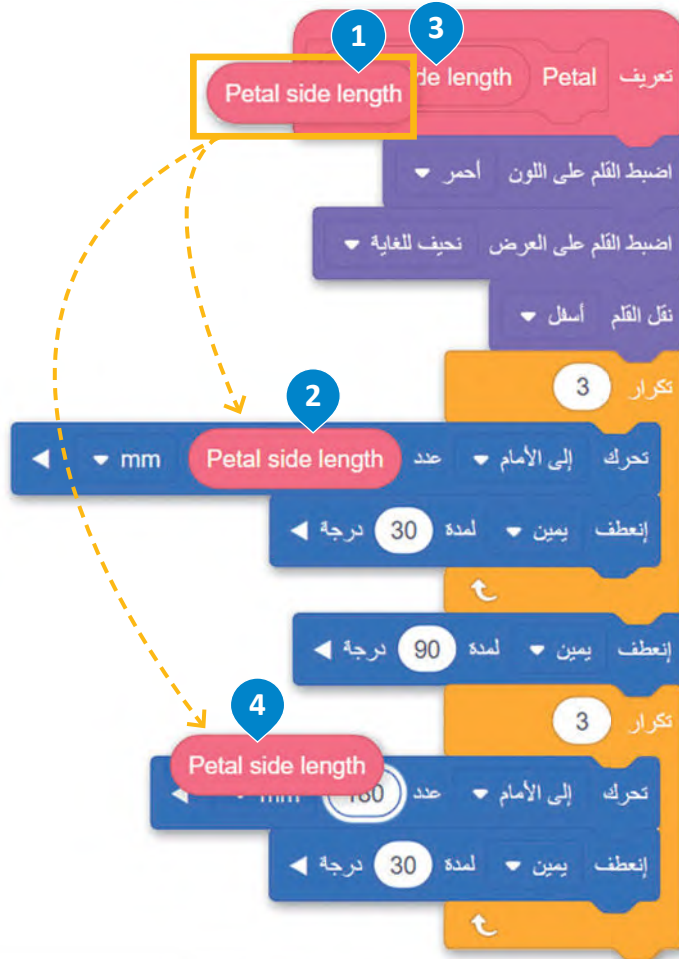 1
3
تعريف Petal de length
Petal side length
اضبط القلم على اللون أحمر
اضبط القلم على العرض نحيف للغاية
نقل القلم أسفل
تكرار 3
2
تحرك إلى الأمام عدد Petal side length mm
إنعطف يمين لمدة 30 درجة
إنعطف يمين لمدة 90 درجة
تكرار 3
4
Petal side length
تحرك إلى الأمام عدد
إنعطف يمين لمدة 30 درجة